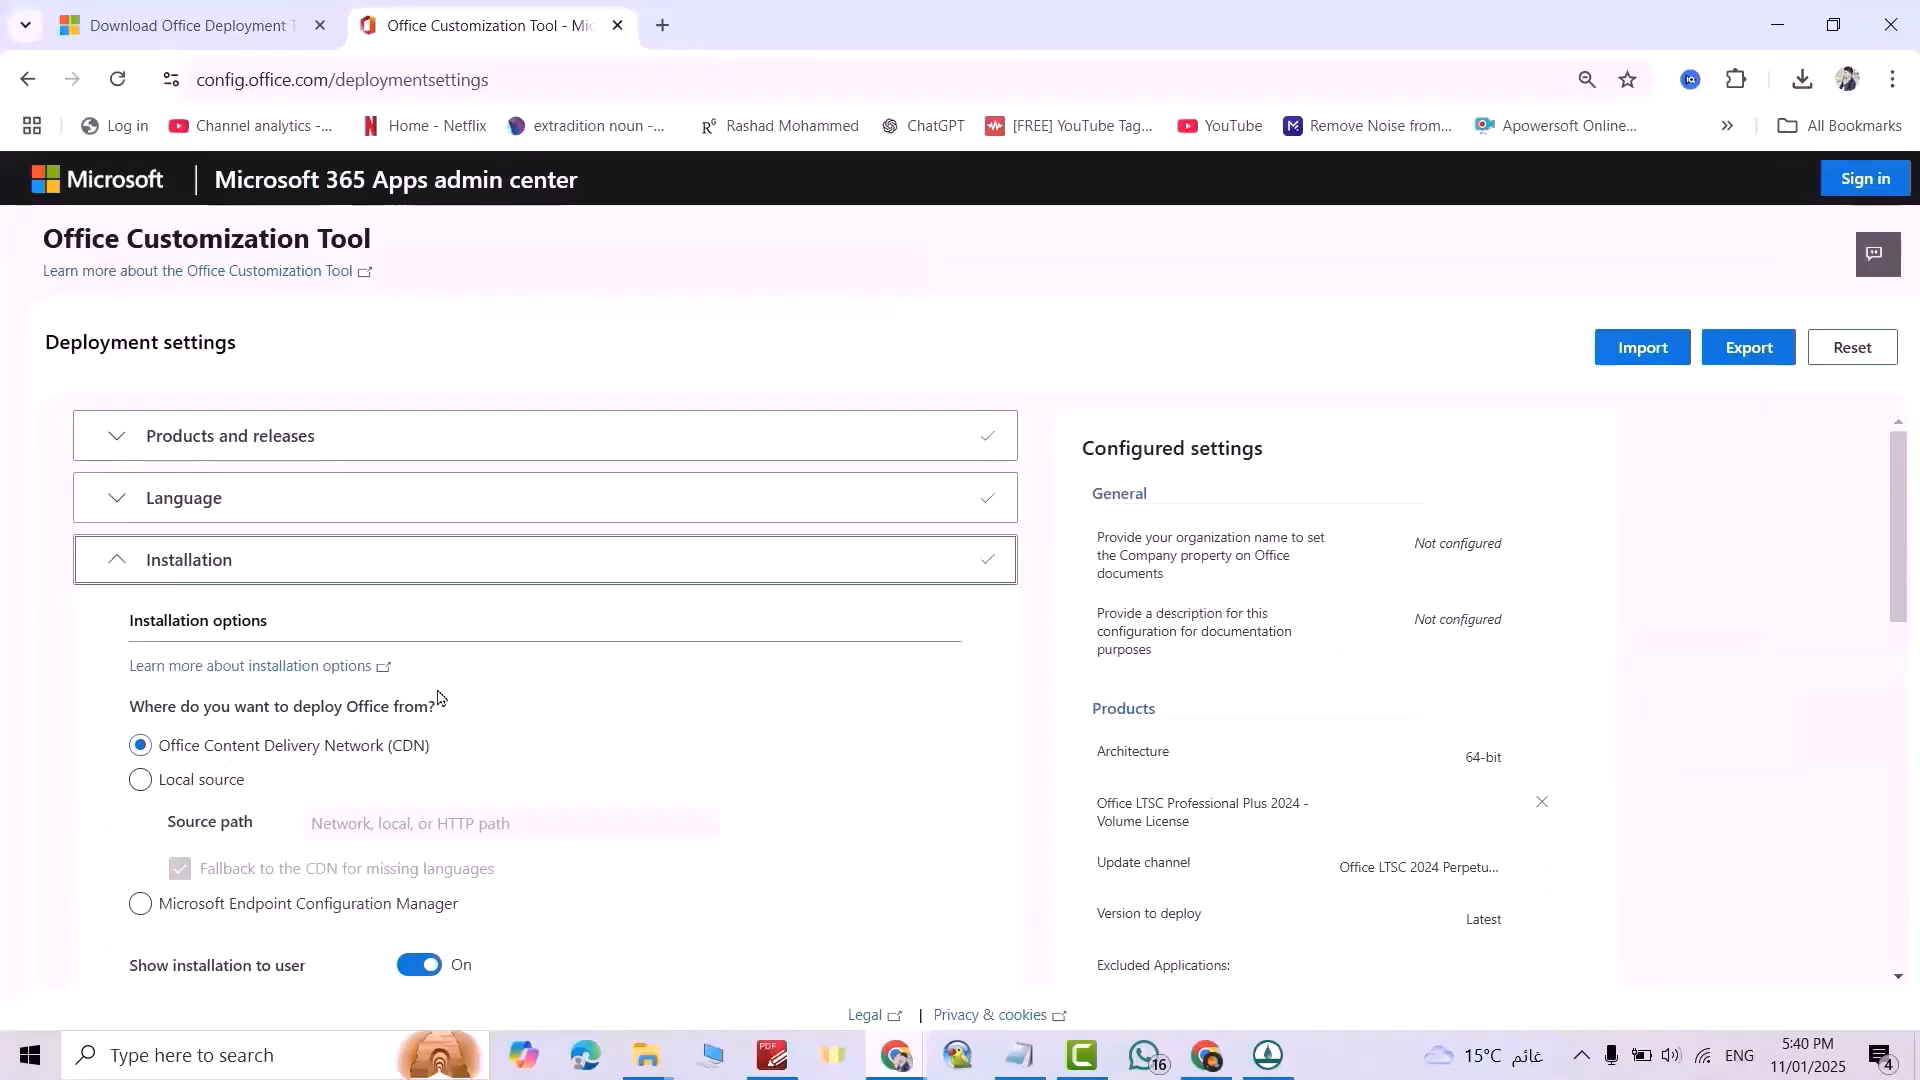 Download Office Deployment T
Office Customization Tool - Mic
config.office.com/deploymentsettings
Log in
Channel analytics -...
Home - Netflix
extradition noun -...
Rashad Mohammed
ChatGPT
[FREE] YouTube Tag...
YouTube
Remove Noise from...
Apowersoft Online...
All Bookmarks
Microsoft
Microsoft 365 Apps admin center
Sign in
Office Customization Tool
Learn more about the Office Customization Tool
Deployment settings
Import
Export
Reset
Products and releases
Language
Installation
Installation options
Learn more about installation options
Where do you want to deploy Office from?
Office Content Delivery Network (CDN)
Local source
Source path
Network, local, or HTTP path
Fallback to the CDN for missing languages
Microsoft Endpoint Configuration Manager
Show installation to user
On
Configured settings
General
Provide your organization name to set
the Company property on Office
documents
Not configured
Provide a description for this
configuration for documentation
purposes
Not configured
Products
Architecture
64-bit
Office LTSC Professional Plus 2024 -
Volume License
Update channel
Office LTSC 2024 Perpetu...
Version to deploy
Latest
Excluded Applications:
Legal
|
Privacy & cookies
Type here to search
PDF
16
15°C غائم
ENG
5:40 PM
11/01/2025
4